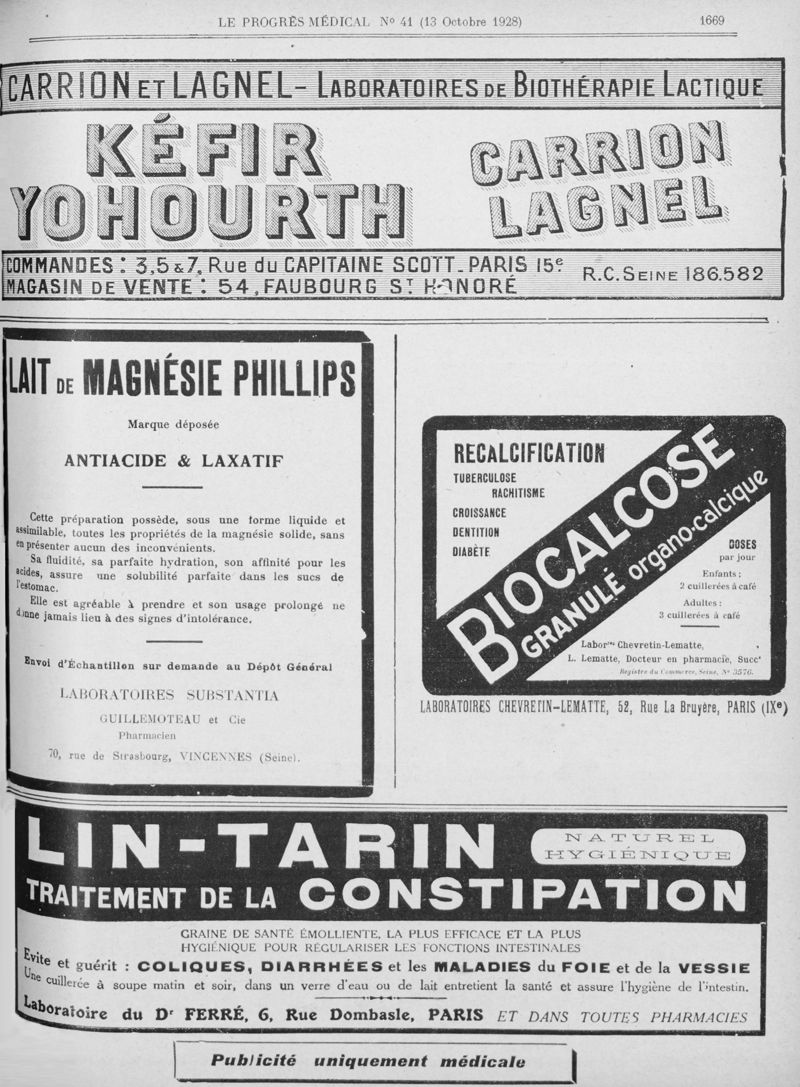 LE PROGRÈS MÉDICAL Nº 41 (13 Octobre 1928)
1669
CARRION ET LAGNEL - LABORATOIRES DE BIOTHÉRAPIE LACTIQUE
KÉFIR
YOHOURTH
CARRION
LAGNEL
COMMANDES : 3,5 & 7, Rue du CAPITAINE SCOTT - PARIS 15e
MAGASIN DE VENTE : 54, FAUBOURG ST HONORÉ
R.C. SEINE 186.582
LAIT DE MAGNÉSIE PHILLIPS
Marque déposée
ANTIACIDE & LAXATIF
Cette préparation possède, sous une forme liquide et
assimilable, toutes les propriétés de la magnésie solide, sans
en présenter aucun des inconvénients.
Sa fluidité, sa parfaite hydration, son affinité pour les
acides, assure une solubilité parfaite dans les sucs de
l'estomac.
Elle est agréable à prendre et son usage prolongé ne
donne jamais lieu à des signes d'intolérance.
Envoi d'Échantillon sur demande au Dépôt Général
LABORATOIRES SUBSTANTIA
GUILLEMOTEAU et Cie
Pharmacien
70, rue de Strasbourg, VINCENNES (Seine).
RECALCIFICATION
TUBERCULOSE
RACHITISME
CROISSANCE
DENTITION
DIABÈTE
BIOCALCOSE
GRANULÉ organo-calcique
DOSES
par jour
Enfants :
2 cuillerées à café
Adultes :
3 cuillerées à café
Laborres Chevretin-Lematte,
L. Lematte, Docteur en pharmacie, Succr
Registre du Commerce, Seine, Nº 3576.
LABORATOIRES CHEVRETIN-LEMATTE, 52, Rue La Bruyère, PARIS (IXe)
LIN-TARIN
NATUREL
HYGIÉNIQUE
TRAITEMENT DE LA CONSTIPATION
GRAINE DE SANTÉ ÉMOLLIENTE, LA PLUS EFFICACE ET LA PLUS
HYGIÉNIQUE POUR RÉGULARISER LES FONCTIONS INTESTINALES
Évite et guérit : COLIQUES, DIARRHÉES et les MALADIES du FOIE et de la VESSIE
Une cuillerée à soupe matin et soir, dans un verre d'eau ou de lait entretient la santé et assure l'hygiène de l'intestin.
Laboratoire du Dr FERRÉ, 6, Rue Dombasle, PARIS ET DANS TOUTES PHARMACIES
Publicité uniquement médicale